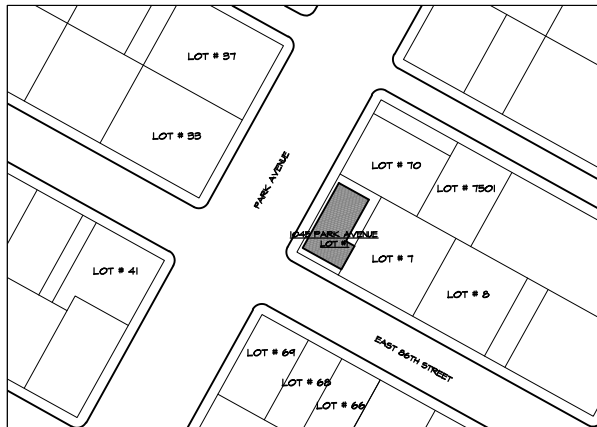 LOT # 37
LOT # 33
PARK AVENUE
LOT # 70
LOT # 7501
1045 PARK AVENUE
LOT #1
LOT # 7
LOT # 41
LOT # 8
EAST 86TH STREET
LOT # 69
LOT # 68
LOT # 66